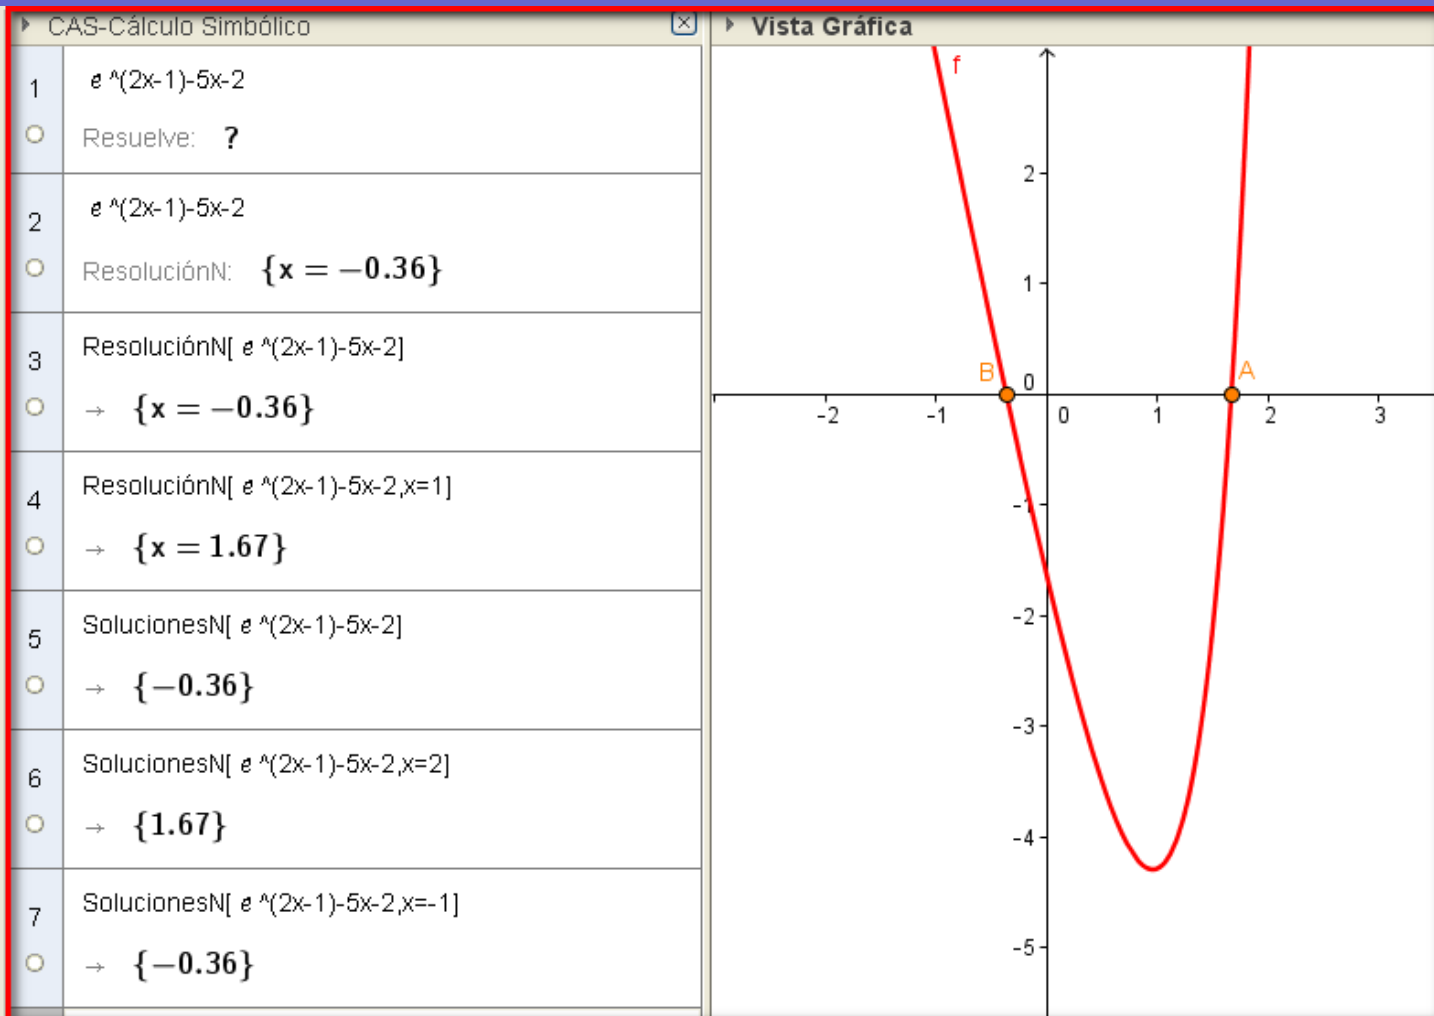 CAS-Cálculo Simbólico
1
ℯ^(2x-1)-5x-2
Resuelve: ?
2
ℯ^(2x-1)-5x-2
ResoluciónN: {x = −0.36}
3
ResoluciónN[ ℯ^(2x-1)-5x-2]
→ {x = −0.36}
4
ResoluciónN[ ℯ^(2x-1)-5x-2,x=1]
→ {x = 1.67}
5
SolucionesN[ ℯ^(2x-1)-5x-2]
→ {−0.36}
6
SolucionesN[ ℯ^(2x-1)-5x-2,x=2]
→ {1.67}
7
SolucionesN[ ℯ^(2x-1)-5x-2,x=-1]
→ {−0.36}
Vista Gráfica
f
2
1
B 0 A
-2 -1 0 1 2 3
-1
-2
-3
-4
-5